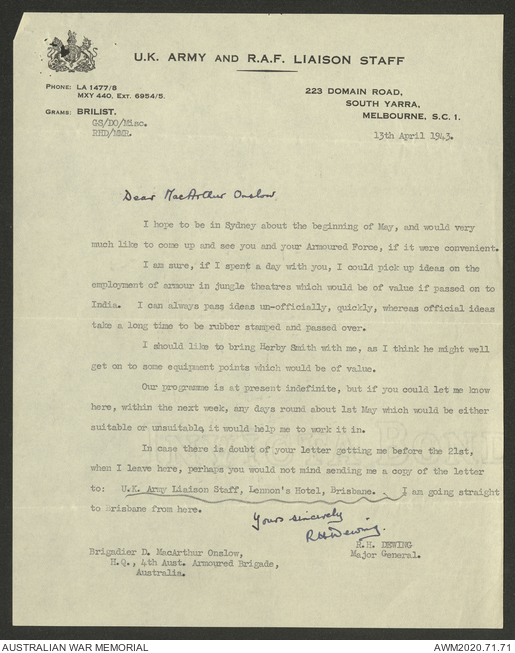 U.K. ARMY AND R.A.F. LIAISON STAFF
PHONE: LA 1477/8
MXY 440, EXT. 6954/5.
GRAMS: BRILIST.
GS/DO/Misc.
RHD/MMR.
223 DOMAIN ROAD,
SOUTH YARRA,
MELBOURNE, S.C. 1.
13th April 1943.
Dear MacArthur Onslow
I hope to be in Sydney about the beginning of May, and would very
much like to come up and see you and your Armoured Force, if it were convenient.
I am sure, if I spent a day with you, I could pick up ideas on the
employment of armour in jungle theatres which would be of value if passed on to
India. I can always pass ideas un-officially, quickly, whereas official ideas
take a long time to be rubber stamped and passed over.
I should like to bring Herby Smith with me, as I think he might well
get on to some equipment points which would be of value.
Our programme is at present indefinite, but if you could let me know
here, within the next week, any days round about 1st May which would be either
suitable or unsuitable, it would help me to work it in.
In case there is doubt of your letter getting me before the 21st,
when I leave here, perhaps you would not mind sending me a copy of the letter
to: U.K. Army Liaison Staff, Lennon's Hotel, Brisbane. I am going straight
to Brisbane from here.
Yours sincerely
RHDewing.
R.H. DEWING
Major General.
Brigadier D. MacArthur Onslow,
H.Q., 4th Aust. Armoured Brigade,
Australia.
AUSTRALIAN WAR MEMORIAL
AWM2020.71.71